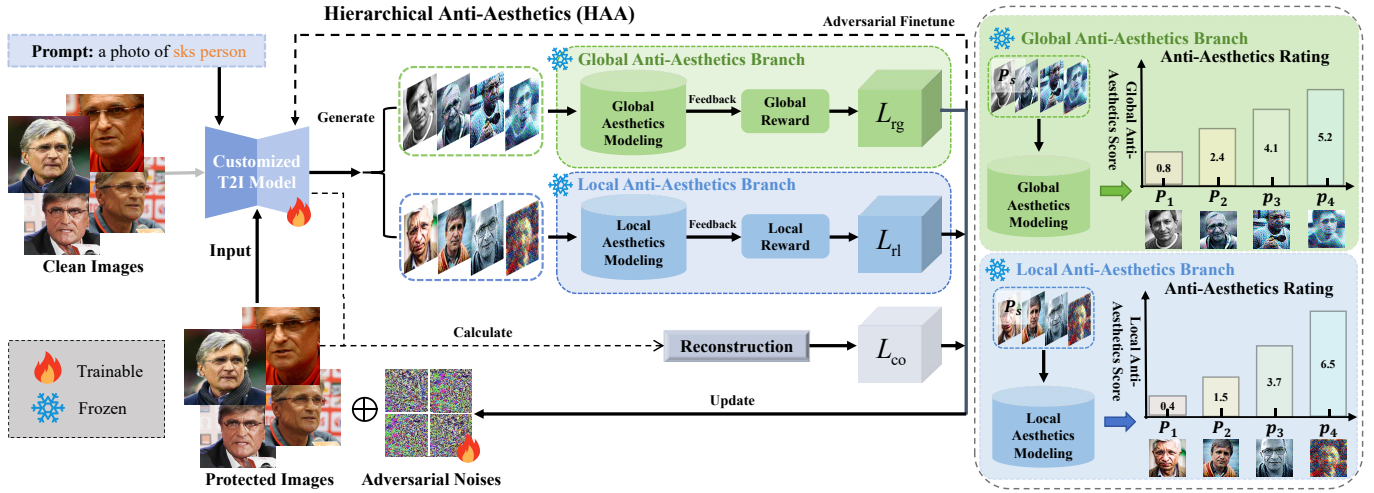 Hierarchical Anti-Aesthetics (HAA)
Adversarial Finetune
Prompt: a photo of sks person
Clean Images
Customized
T2I Model
Input
Generate
Global Anti-Aesthetics Branch
Global
Aesthetics
Modeling
Feedback
Global
Reward
L_rg
Local Anti-Aesthetics Branch
Local
Aesthetics
Modeling
Feedback
Local
Reward
L_rl
Calculate
Reconstruction
L_co
Update
Trainable
Frozen
Protected Images
Adversarial Noises
Global Anti-Aesthetics Branch
P_s
Global
Aesthetics
Modeling
Anti-Aesthetics Rating
Global Anti-
Aesthetics Score
0.8
2.4
4.1
5.2
P_1
P_2
p_3
p_4
Local Anti-Aesthetics Branch
P_s
Local
Aesthetics
Modeling
Anti-Aesthetics Rating
Local Anti-
Aesthetics Score
0.4
1.5
3.7
6.5
P_1
P_2
p_3
p_4